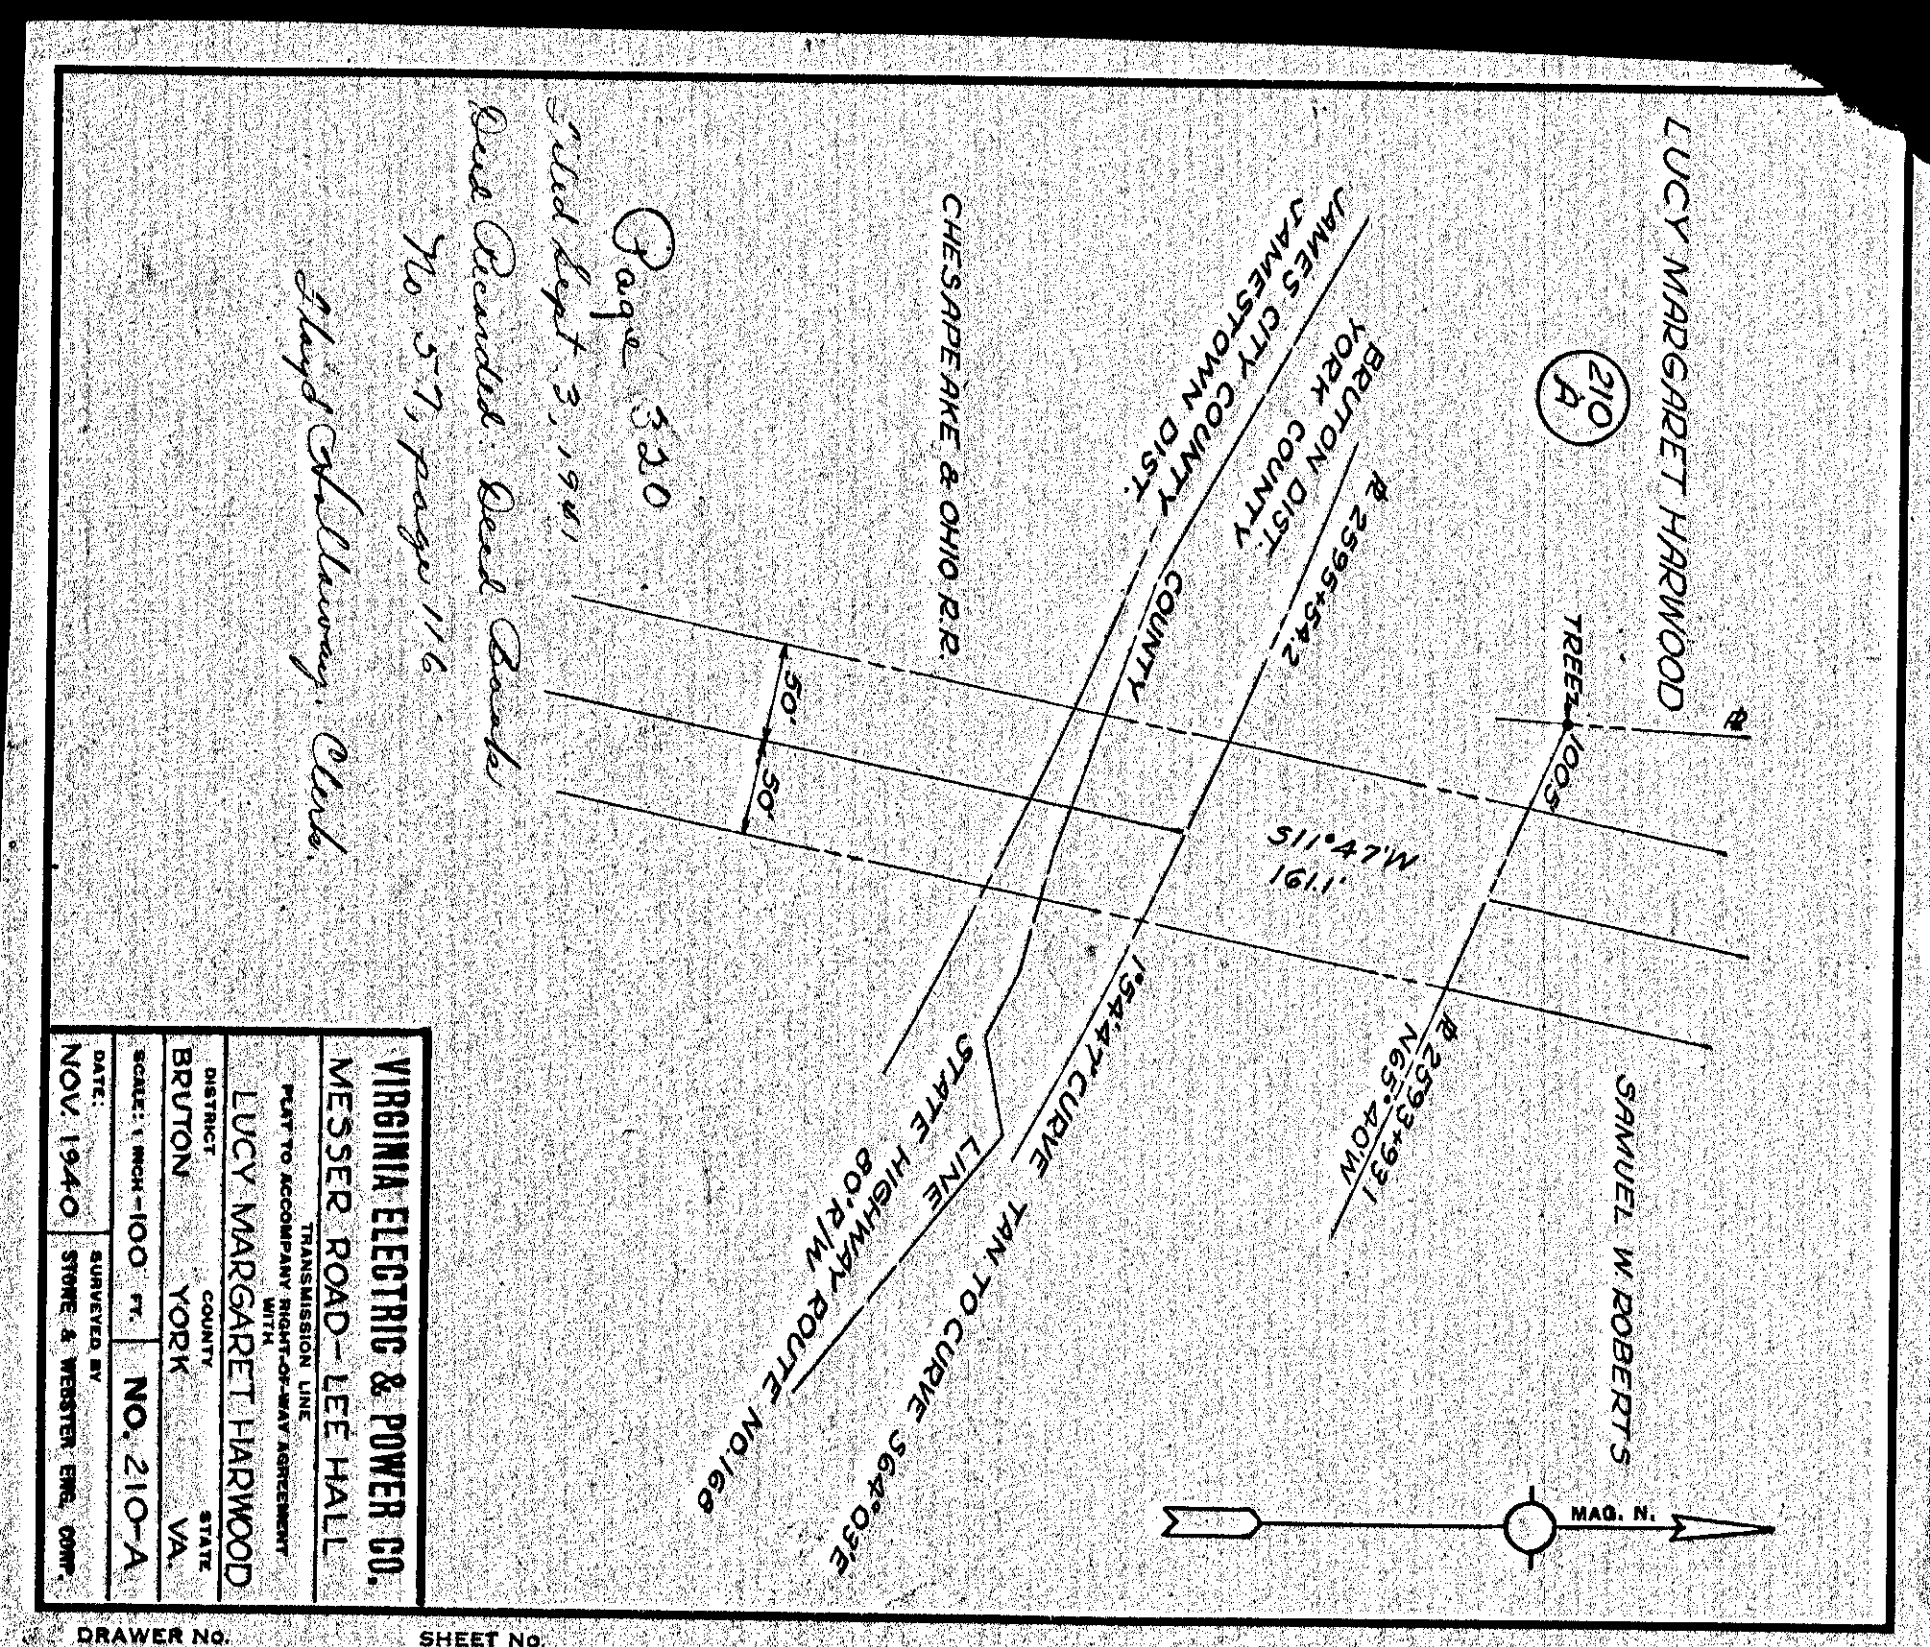 LUCY MARGARET HARWOOD
210
A
TREE
100.5
SAMUEL W. ROBERTS
MAG. N.
℄ 2593+93.1
N65°40'W
S11°47'W
161.1'
℄ 2595+54.2
BRUTON DIST.
YORK COUNTY
JAMES CITY COUNTY
JAMESTOWN DIST.
COUNTY
LINE
1°54'47" CURVE
TAN TO CURVE S64°03'E
STATE HIGHWAY ROUTE NO.168
80' R/W
CHESAPEAKE & OHIO R.R.
50'
50'
Page 320
Filed Sept. 3, 1941
Deed Recorded: Deed Book
No. 57, page 116.
Floyd Holloway, Clerk.
VIRGINIA ELECTRIC & POWER CO.
MESSER ROAD-LEE HALL
TRANSMISSION LINE
PLAT TO ACCOMPANY RIGHT-OF-WAY AGREEMENT
WITH
LUCY MARGARET HARWOOD
DISTRICT COUNTY STATE
BRUTON YORK VA.
SCALE: 1 INCH-100 FT. NO. 210-A
DATE: SURVEYED BY
NOV. 1940 STONE & WEBSTER ENG. CORP.
DRAWER No. SHEET No.